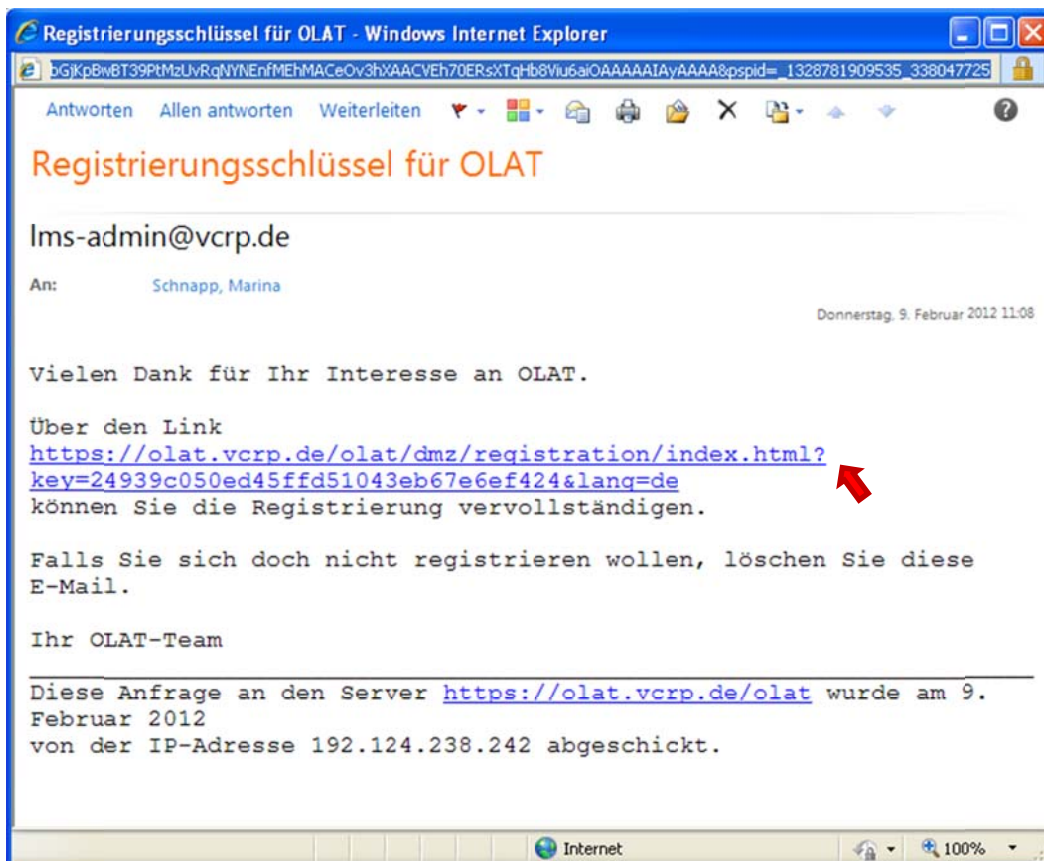 Registrierungsschlüssel für OLAT - Windows Internet Explorer
bGjKpBwBT39PtMzUvRqNYNEnfMEhMACeOv3hXAACVEh70ERsXTqHb8Viu6aiOAAAAAIAyAAAA&pspid=_1328781909535_338047725
Antworten Allen antworten Weiterleiten
Registrierungsschlüssel für OLAT
lms-admin@vcrp.de
An: Schnapp, Marina
Donnerstag, 9. Februar 2012 11:08
Vielen Dank für Ihr Interesse an OLAT.
Über den Link
https://olat.vcrp.de/olat/dmz/registration/index.html?
key=24939c050ed45ffd51043eb67e6ef424&lang=de
können Sie die Registrierung vervollständigen.
Falls Sie sich doch nicht registrieren wollen, löschen Sie diese
E-Mail.
Ihr OLAT-Team
Diese Anfrage an den Server https://olat.vcrp.de/olat wurde am 9.
Februar 2012
von der IP-Adresse 192.124.238.242 abgeschickt.
Internet 100%